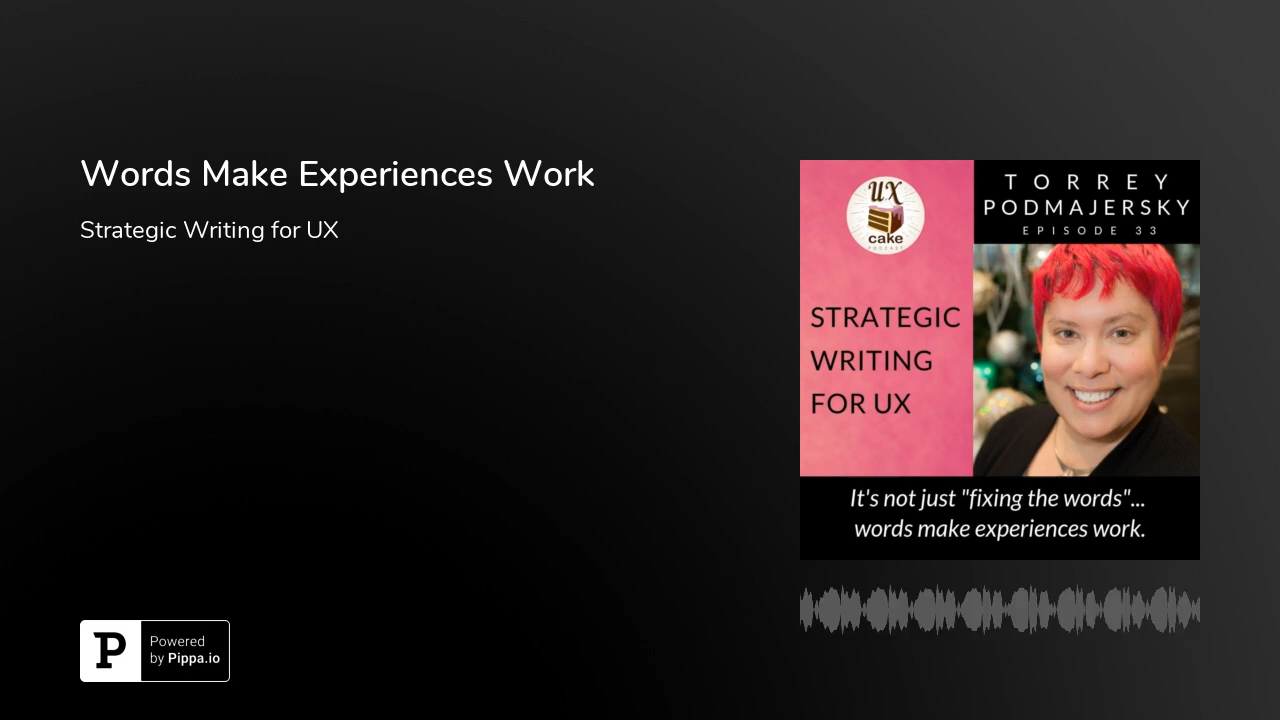 Words Make Experiences Work
Strategic Writing for UX
UX
cake
PODCAST
TORREY
PODMAJERSKY
EPISODE 33
STRATEGIC
WRITING
FOR UX
It's not just "fixing the words"...
words make experiences work.
P
Powered
by Pippa.io